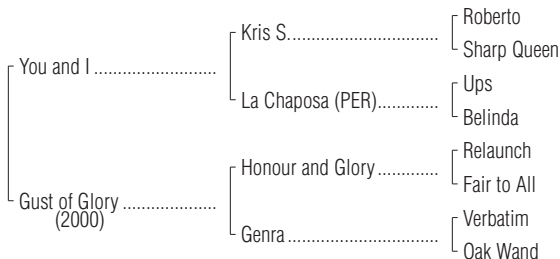 Roberto
Kris S.
Sharp Queen
You and I
Ups
La Chaposa (PER)
Belinda
Relaunch
Honour and Glory
Fair to All
Gust of Glory
(2000)
Verbatim
Genra
Oak Wand